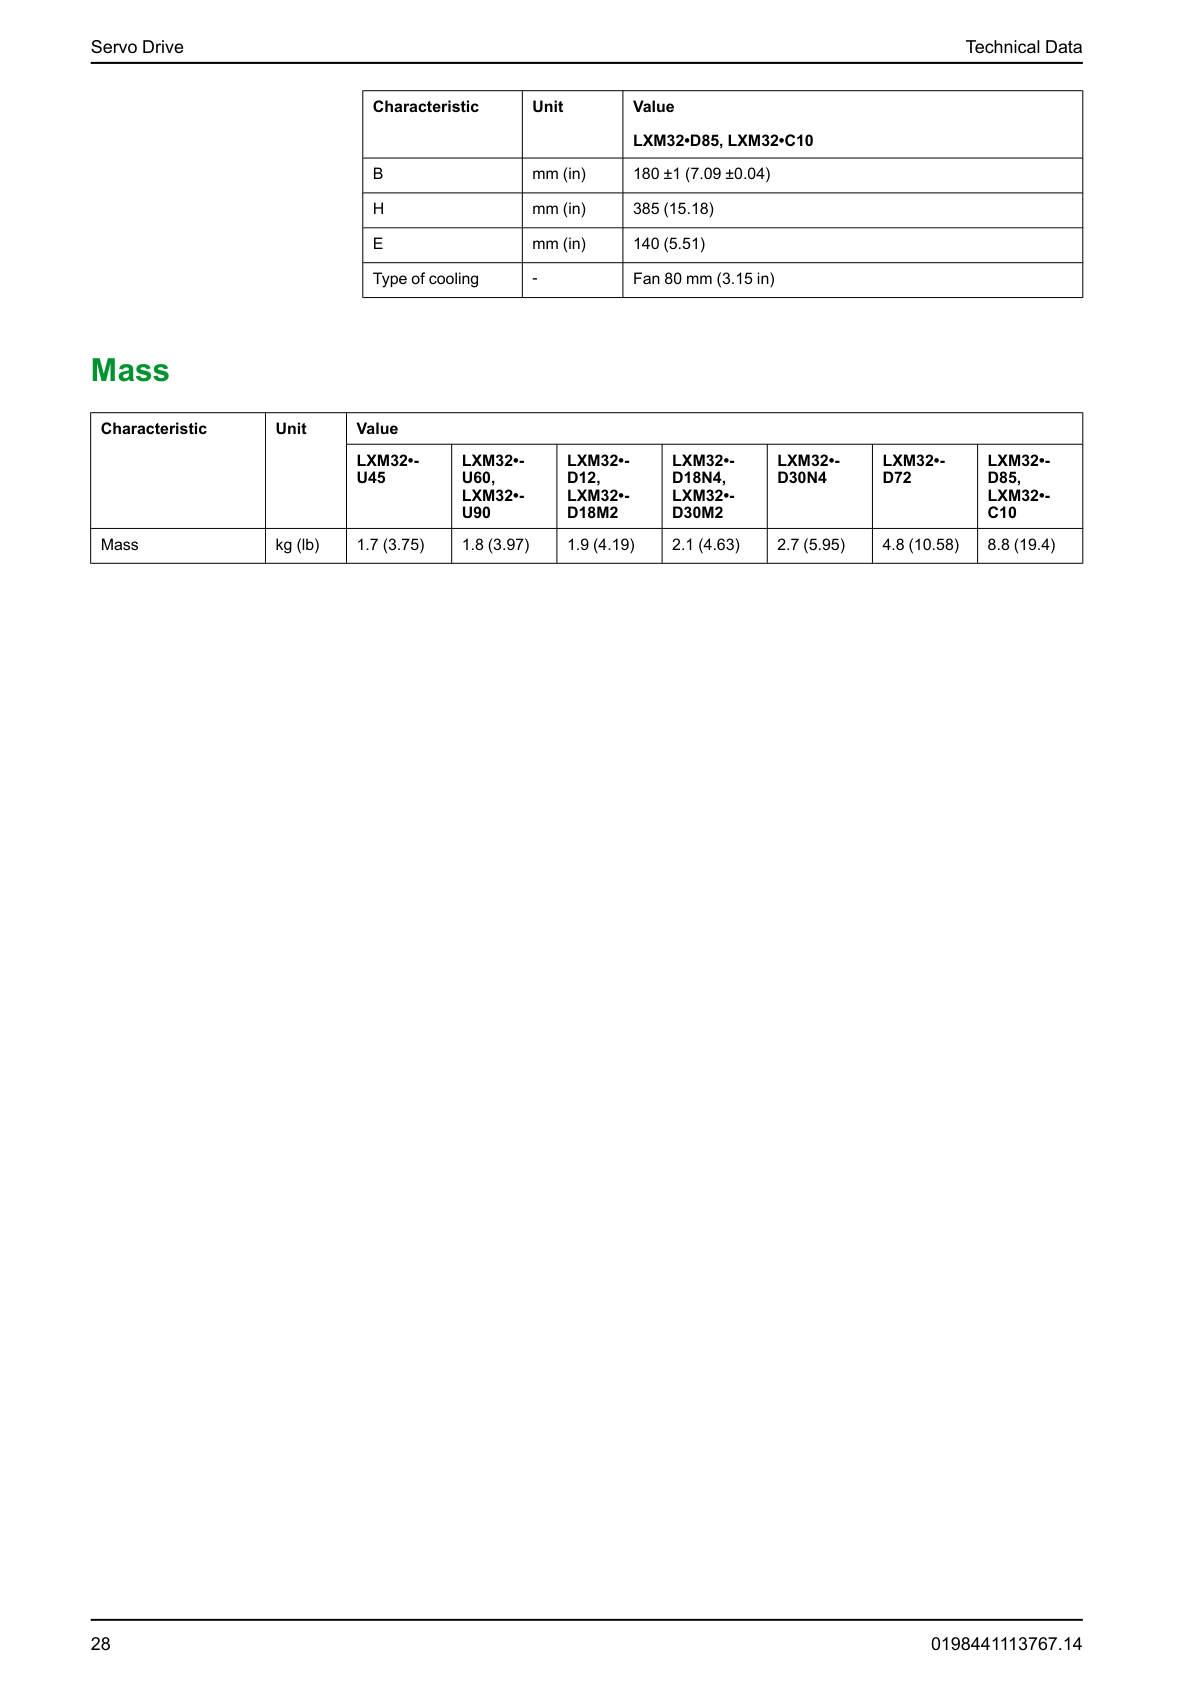 Servo Drive Technical Data
Characteristic Unit Value
LXM32•D85, LXM32•C10
B mm (in) 180 ±1 (7.09 ±0.04)
H mm (in) 385 (15.18)
E mm (in) 140 (5.51)
Type of cooling - Fan 80 mm (3.15 in)
Mass
Characteristic Unit Value
LXM32•- LXM32•- LXM32•- LXM32•- LXM32•- LXM32•- LXM32•-
U45 U60, D12, D18N4, D30N4 D72 D85,
LXM32•- LXM32•- LXM32•- LXM32•-
U90 D18M2 D30M2 C10
Mass kg (lb) 1.7 (3.75) 1.8 (3.97) 1.9 (4.19) 2.1 (4.63) 2.7 (5.95) 4.8 (10.58) 8.8 (19.4)
28 0198441113767.14